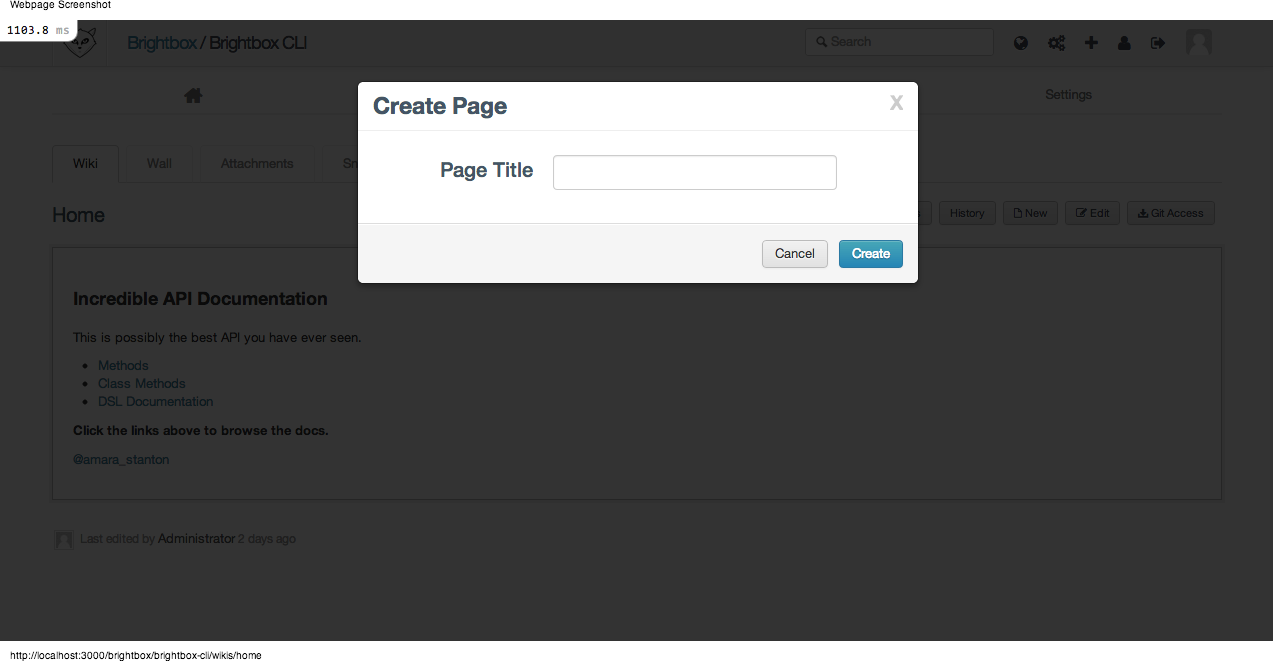 Webpage Screenshot
1103.8 ms
Brightbox / Brightbox CLI
Search
Settings
Create Page
X
Wiki Wall Attachments Sn
Page Title
Home
s History New Edit Git Access
Cancel Create
Incredible API Documentation
This is possibly the best API you have ever seen.
• Methods
• Class Methods
• DSL Documentation
Click the links above to browse the docs.
@amara_stanton
Last edited by Administrator 2 days ago
http://localhost:3000/brightbox/brightbox-cli/wikis/home